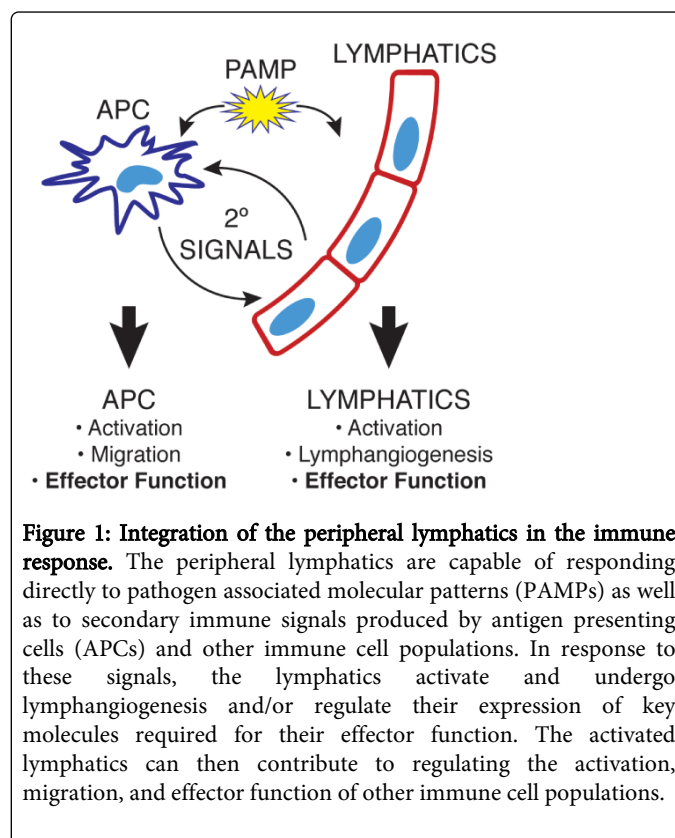 LYMPHATICS
PAMP
APC
2º
SIGNALS
APC
• Activation
• Migration
• Effector Function
LYMPHATICS
• Activation
• Lymphangiogenesis
• Effector Function
Figure 1: Integration of the peripheral lymphatics in the immune
response. The peripheral lymphatics are capable of responding
directly to pathogen associated molecular patterns (PAMPs) as well
as to secondary immune signals produced by antigen presenting
cells (APCs) and other immune cell populations. In response to
these signals, the lymphatics activate and undergo
lymphangiogenesis and/or regulate their expression of key
molecules required for their effector function. The activated
lymphatics can then contribute to regulating the activation,
migration, and effector function of other immune cell populations.